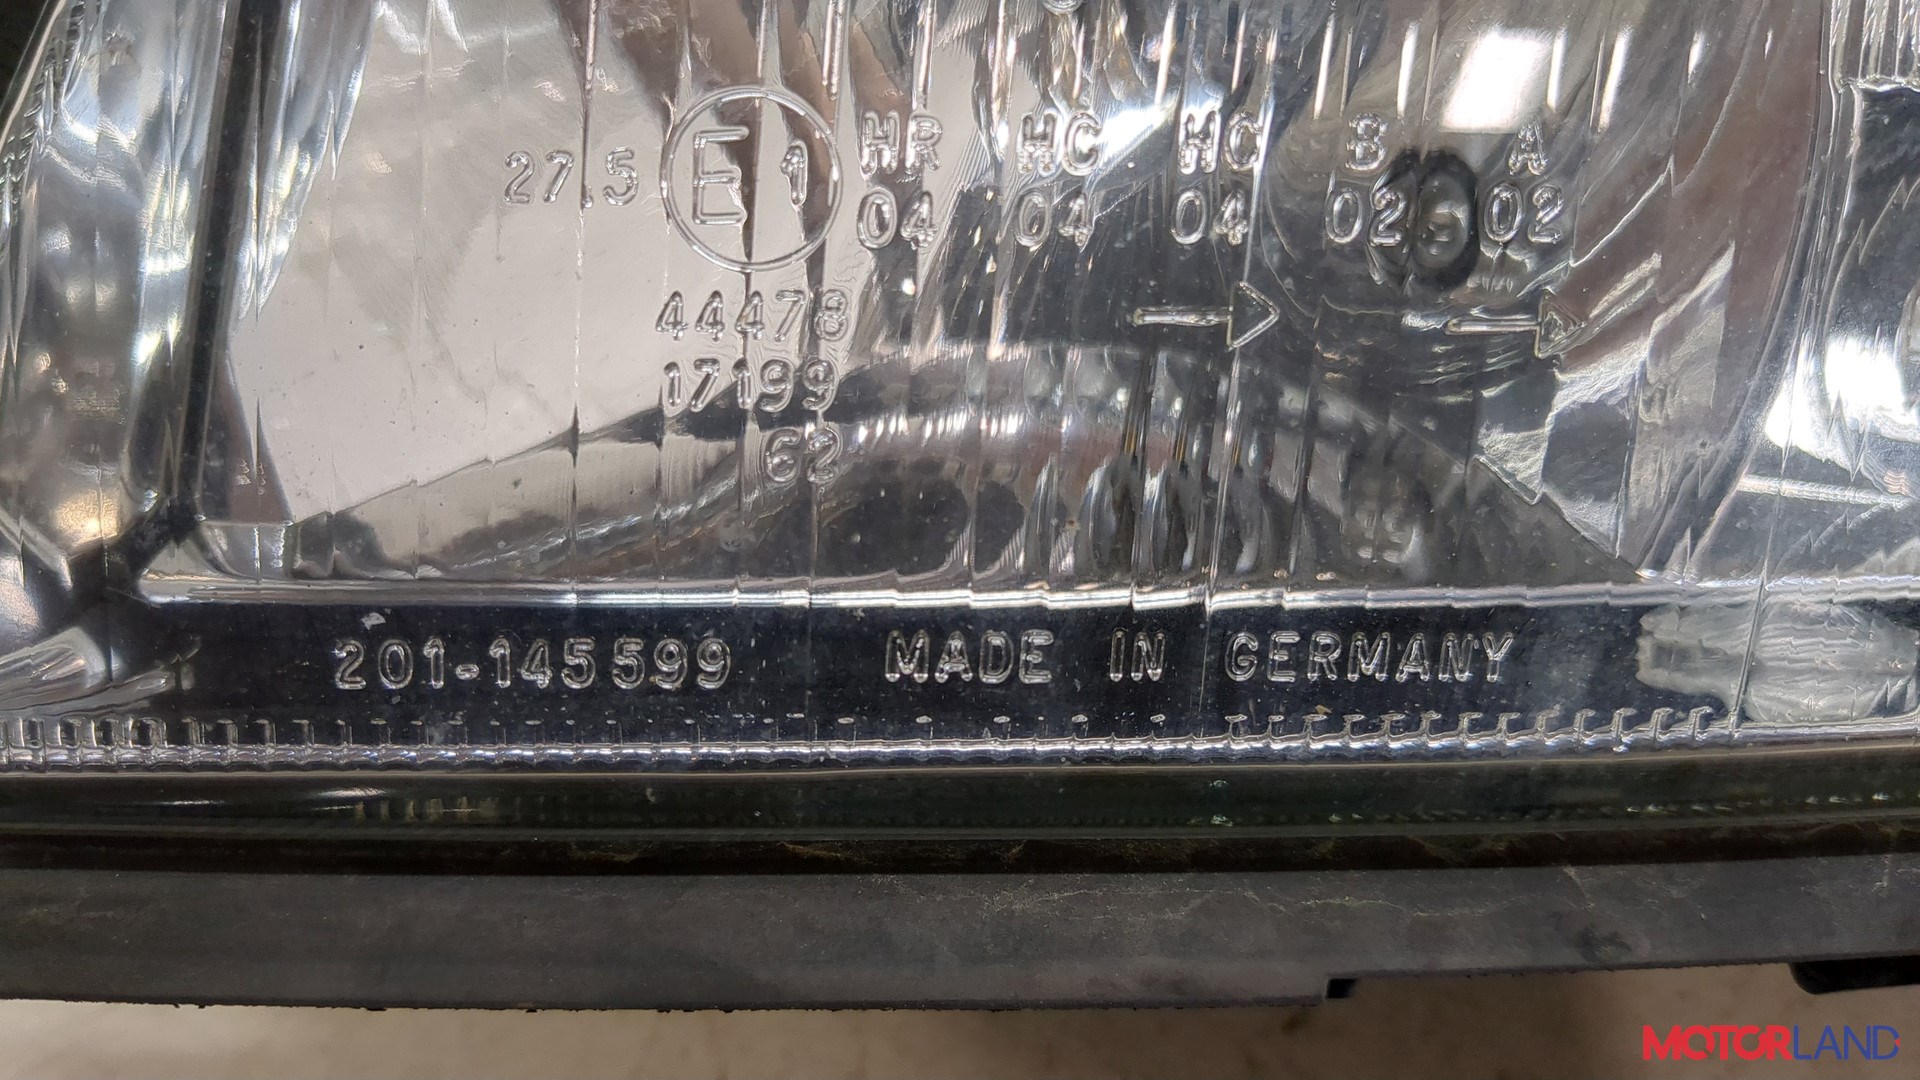 27.5 E1 HR HC HC B A
04 04 04 02 02
44478 → →
17199
62
201-145599 MADE IN GERMANY
MOTORLAND